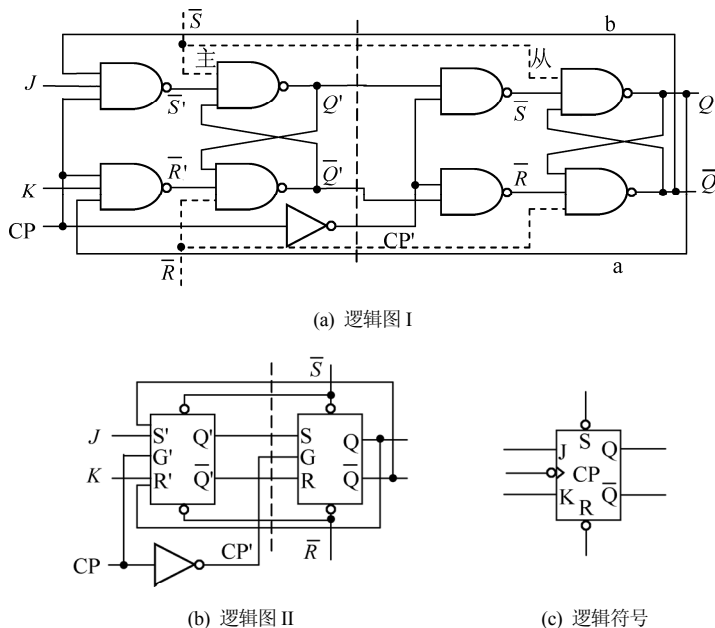 S̅ b
主 从
J S̅' Q' S̅ Q
K R̅' Q̅' R̅ Q̅
CP CP'
R̅ a
(a) 逻辑图 I
S̅
J S' Q' S Q
G' G
K R' Q̅' R Q̅
CP CP' R̅
(b) 逻辑图 II
S
J Q
CP
K Q̅
R
(c) 逻辑符号